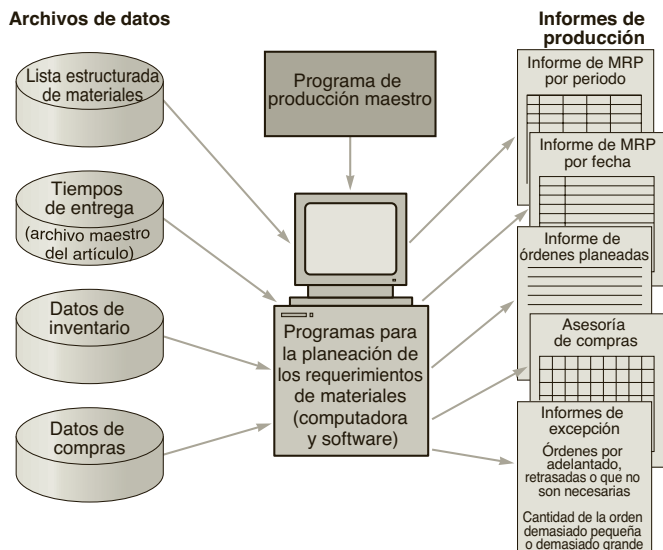 Archivos de datos
Lista estructurada
de materiales
Tiempos
de entrega
(archivo maestro
del artículo)
Datos de
inventario
Datos de
compras
Programa de
producción maestro
Programas para
la planeación de
los requerimientos
de materiales
(computadora
y software)
Informes de
producción
Informe de MRP
por periodo
Informe de MRP
por fecha
Informe de
órdenes planeadas
Asesoría
de compras
Informes de
excepción
Órdenes por
adelantado,
retrasadas o que no
son necesarias
Cantidad de la orden
demasiado pequeña
o demasiado grande